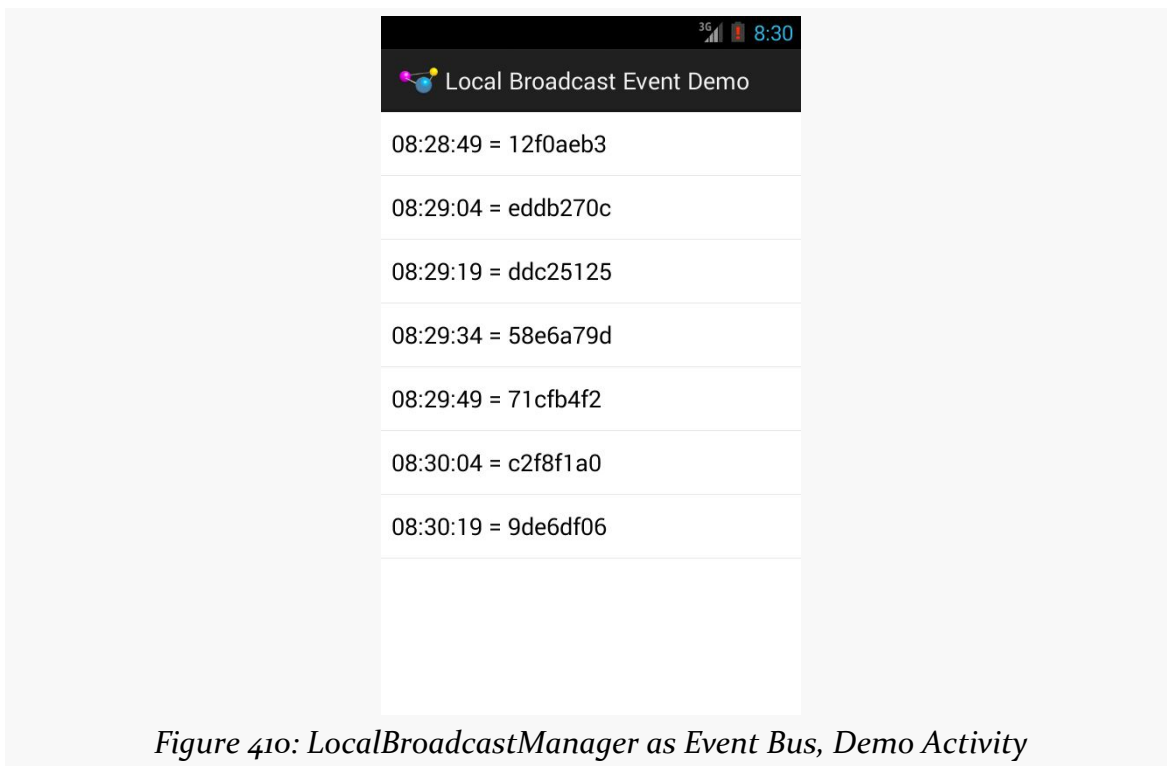 3G 8:30
Local Broadcast Event Demo
08:28:49 = 12f0aeb3
08:29:04 = eddb270c
08:29:19 = ddc25125
08:29:34 = 58e6a79d
08:29:49 = 71cfb4f2
08:30:04 = c2f8f1a0
08:30:19 = 9de6df06
Figure 410: LocalBroadcastManager as Event Bus, Demo Activity